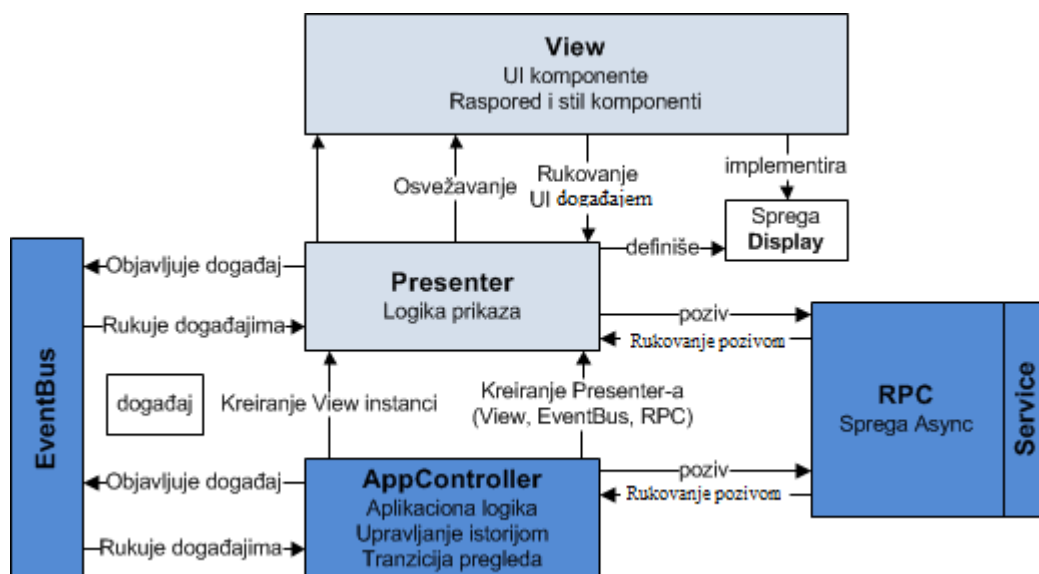 View
UI komponente
Raspored i stil komponenti
Osvežavanje
Rukovanje
UI događajem
implementira
Sprega
Display
definiše
Objavljuje događaj
Presenter
Logika prikaza
Rukuje događajima
poziv
Rukovanje pozivom
EventBus
događaj
Kreiranje View instanci
Kreiranje Presenter-a
(View, EventBus, RPC)
RPC
Sprega Async
Service
Objavljuje događaj
AppController
Aplikaciona logika
Upravljanje istorijom
Tranzicija pregleda
Rukuje događajima
poziv
Rukovanje pozivom